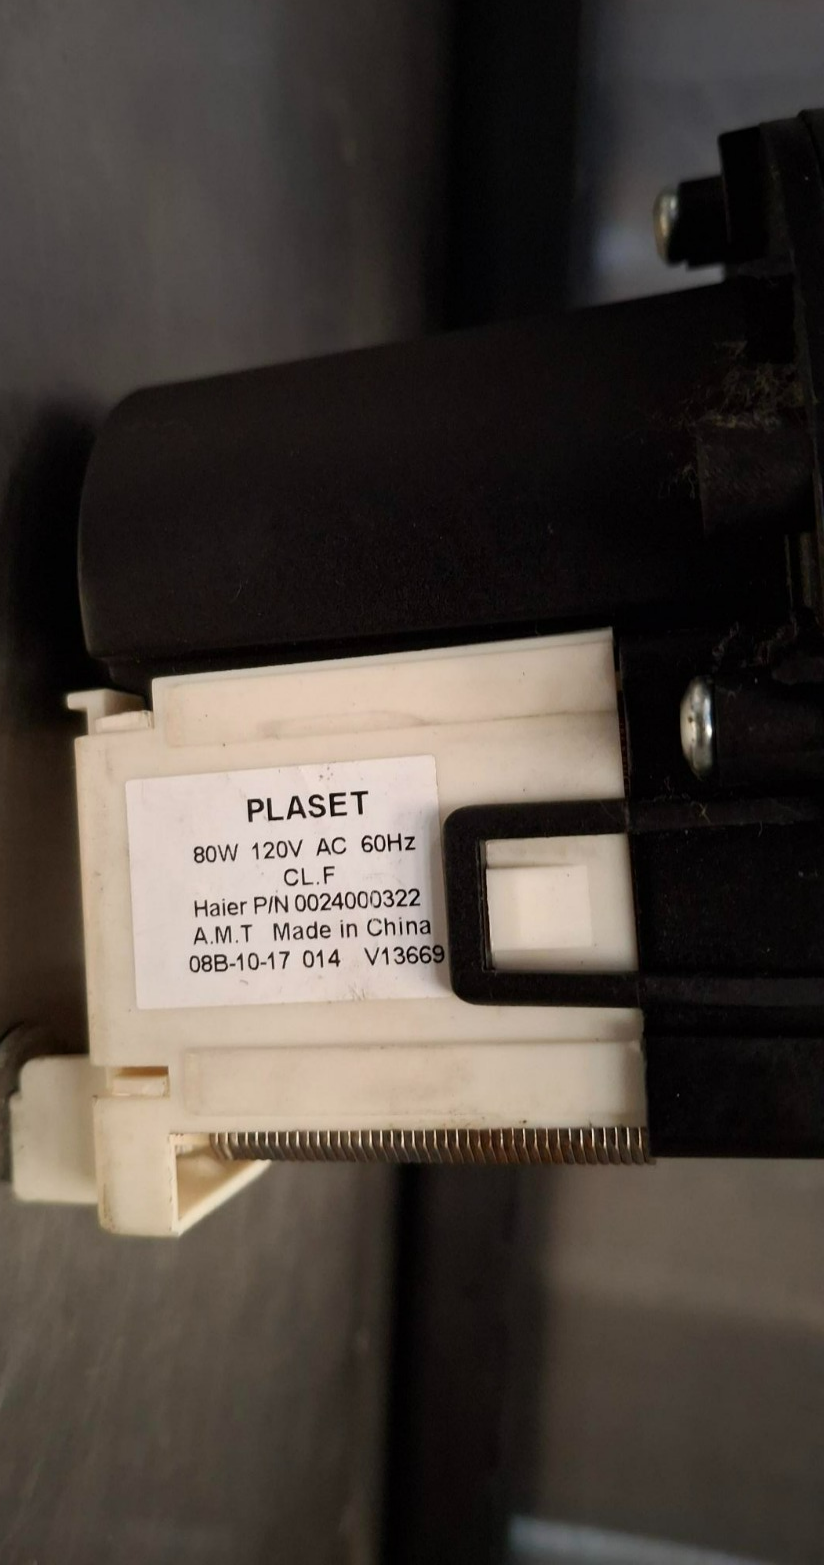 PLASET
80W 120V AC 60Hz
CL.F
Haier P/N 0024000322
A.M.T Made in China
08B-10-17 014 V13669